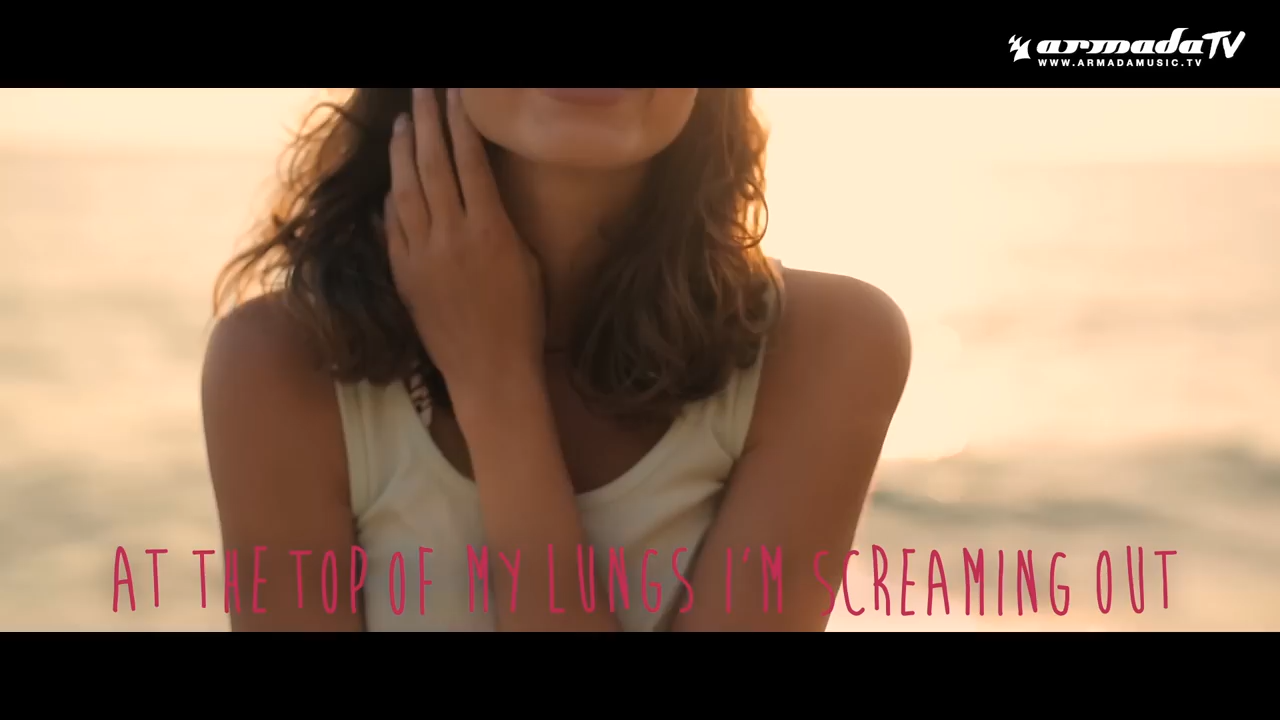 armadaTV
WWW.ARMADAMUSIC.TV
AT THE TOP OF MY LUNGS I'M SCREAMING OUT